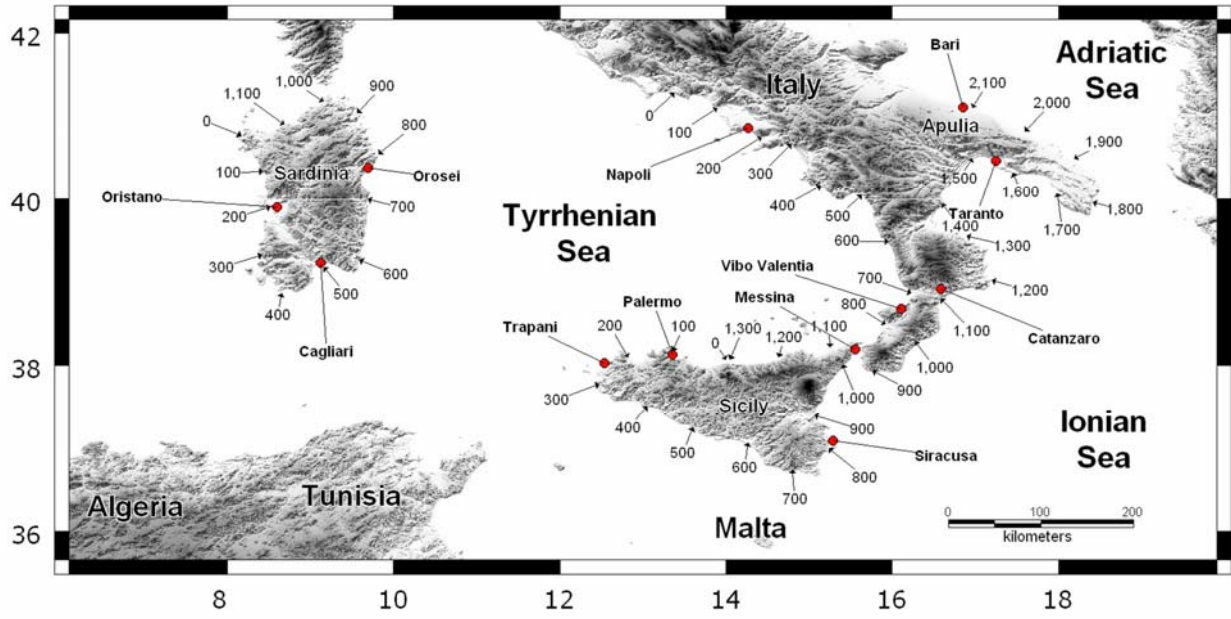 42
40
38
36
8
10
12
14
16
18
Adriatic
Sea
Bari
2,100
2,000
1,900
1,800
1,700
1,600
1,500
1,400
1,300
1,200
1,100
1,000
900
800
700
600
500
400
300
200
100
0
Italy
Apulia
Napoli
Taranto
Catanzaro
Vibo Valentia
Tyrrhenian
Sea
1,000
900
1,100
0
800
100
Sardinia
Orosei
Oristano
200
700
300
600
500
400
Cagliari
Messina
Palermo
Trapani
200
100
0
1,300
1,200
1,100
300
1,000
Sicily
400
900
500
600
800
700
Siracusa
Ionian
Sea
Algeria
Tunisia
Malta
0
100
200
kilometers